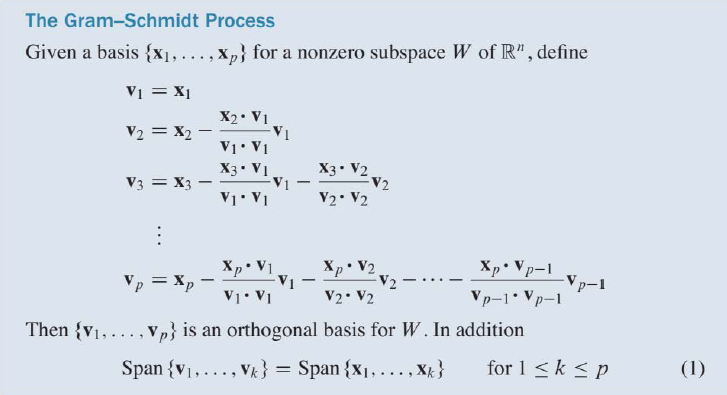 The Gram–Schmidt Process
Given a basis {x₁, . . . , xₚ} for a nonzero subspace W of ℝⁿ, define
v₁ = x₁
v₂ = x₂ − (x₂ • v₁)/(v₁ • v₁) v₁
v₃ = x₃ − (x₃ • v₁)/(v₁ • v₁) v₁ − (x₃ • v₂)/(v₂ • v₂) v₂
⋮
vₚ = xₚ − (xₚ • v₁)/(v₁ • v₁) v₁ − (xₚ • v₂)/(v₂ • v₂) v₂ − ⋯ − (xₚ • vₚ₋₁)/(vₚ₋₁ • vₚ₋₁) vₚ₋₁
Then {v₁, . . . , vₚ} is an orthogonal basis for W. In addition
Span {v₁, . . . , vₖ} = Span {x₁, . . . , xₖ} for 1 ≤ k ≤ p (1)